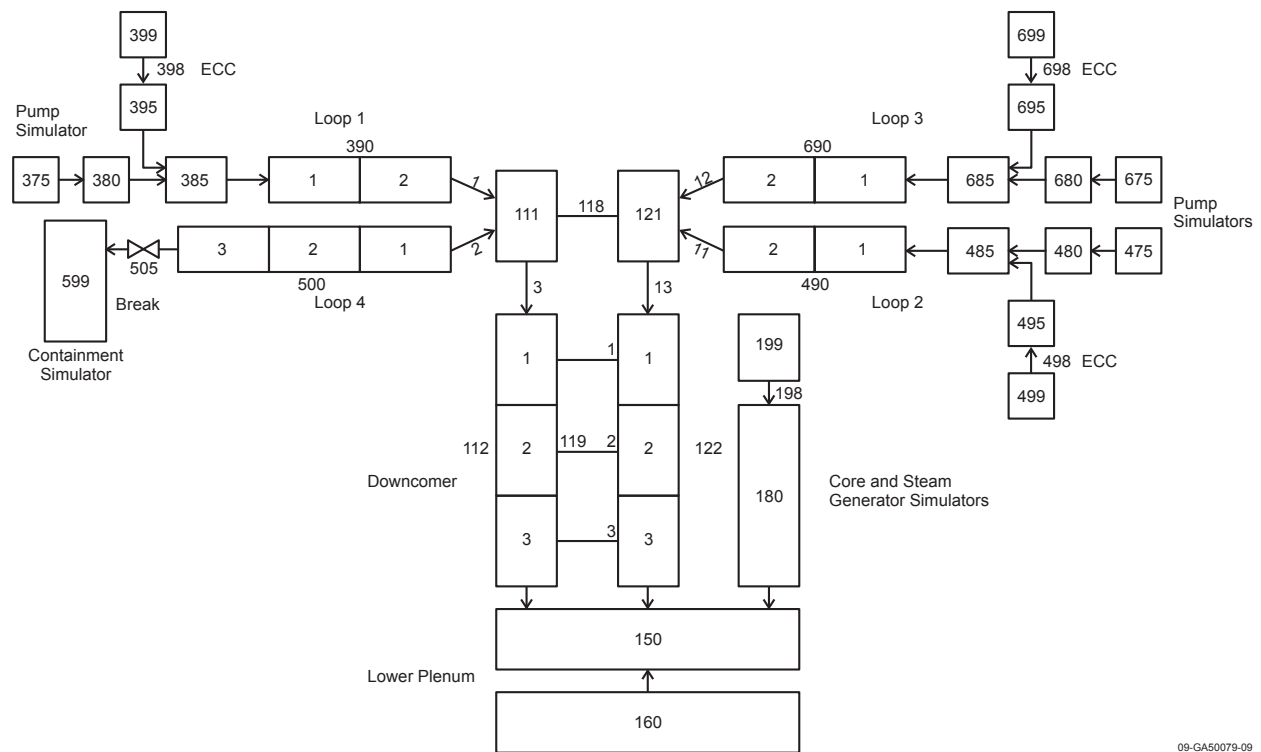 399
398 ECC
395
Pump
Simulator
Loop 1
390
375
380
385
1
2
1
699
698 ECC
695
Loop 3
690
12
2
1
685
680
675
Pump
Simulators
111
118
121
599
505
3
2
1
2
500
Loop 4
Break
Containment
Simulator
11
2
1
485
480
475
490
Loop 2
495
498 ECC
499
3
13
1
1
1
199
198
112
2
119
2
2
122
Downcomer
180
Core and Steam
Generator Simulators
3
3
3
150
Lower Plenum
160
09-GA50079-09